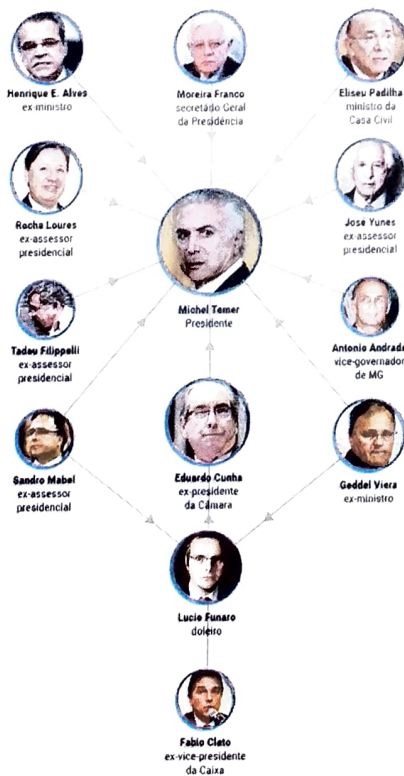 Henrique E. Alves
ex-ministro
Moreira Franco
secretário Geral
da Presidência
Eliseu Padilha
ministro da
Casa Civil
Rocha Loures
ex-assessor
presidencial
José Yunes
ex-assessor
presidencial
Michel Temer
Presidente
Tadeu Filippelli
ex-assessor
presidencial
Antonio Andrade
vice-governador
de MG
Sandro Mabel
ex-assessor
presidencial
Eduardo Cunha
ex-presidente
da Câmara
Geddel Viera
ex-ministro
Lucio Funaro
doleiro
Fabio Cleto
ex-vice-presidente
da Caixa